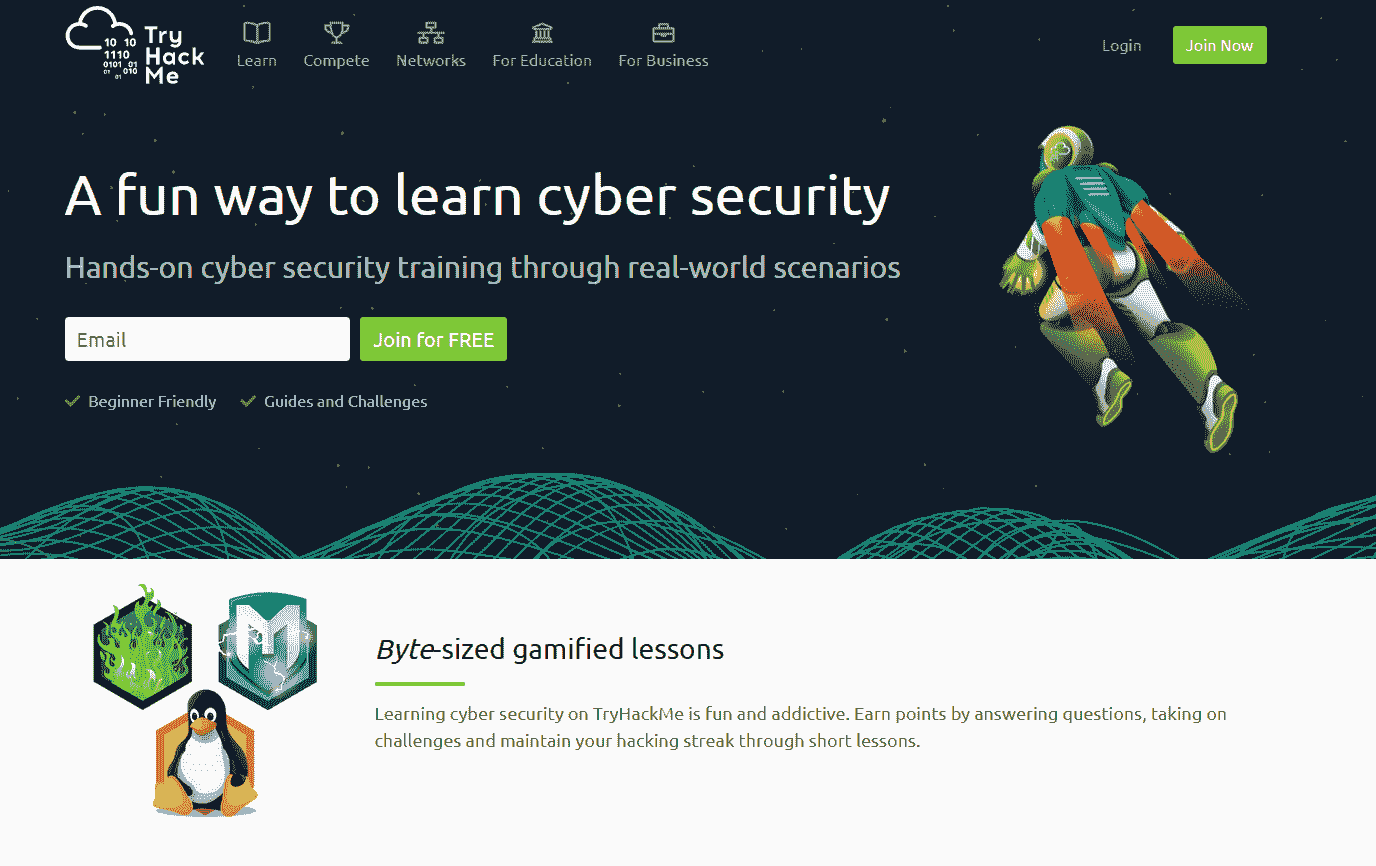 Try
Hack
Me
10 10
1110
0101 01
01 010
01
Learn
Compete
Networks
For Education
For Business
Login
Join Now
A fun way to learn cyber security
Hands-on cyber security training through real-world scenarios
Email
Join for FREE
Beginner Friendly
Guides and Challenges
Byte-sized gamified lessons
Learning cyber security on TryHackMe is fun and addictive. Earn points by answering questions, taking on
challenges and maintain your hacking streak through short lessons.